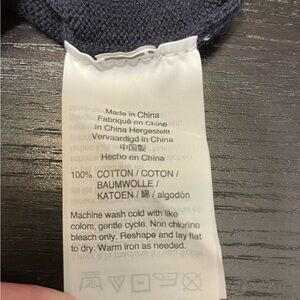 Made in China
Fabriqué en Chine
in China Hergestellt
Vervaardigd in China
中国製
Hecho en China
100% COTTON / COTON /
BAUMWOLLE /
KATOEN / 綿 / algodón
Machine wash cold with like
colors, gentle cycle. Non chlorine
bleach only. Reshape and lay flat
to dry. Warm iron as needed.